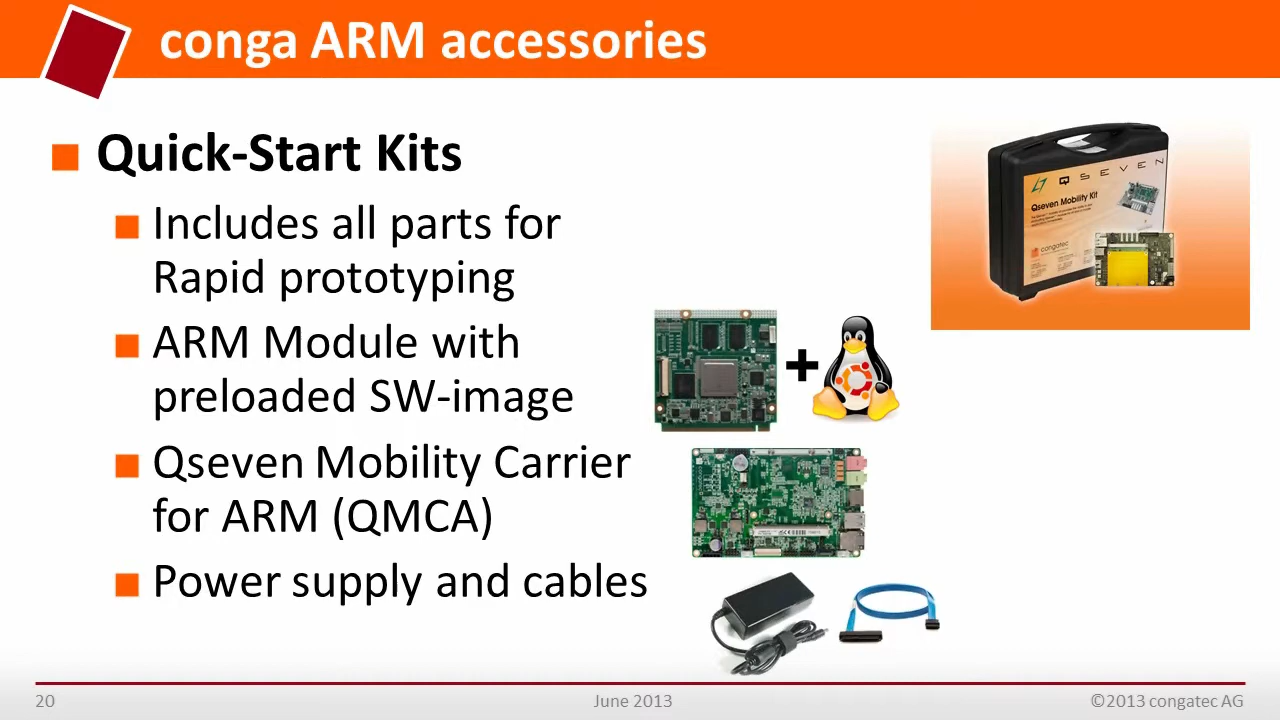 conga ARM accessories
Quick-Start Kits
Includes all parts for
Rapid prototyping
ARM Module with
preloaded SW-image
Qseven Mobility Carrier
for ARM (QMCA)
Power supply and cables
Q SEVEN
Qseven Mobility Kit
congatec
+
20
June 2013
©2013 congatec AG